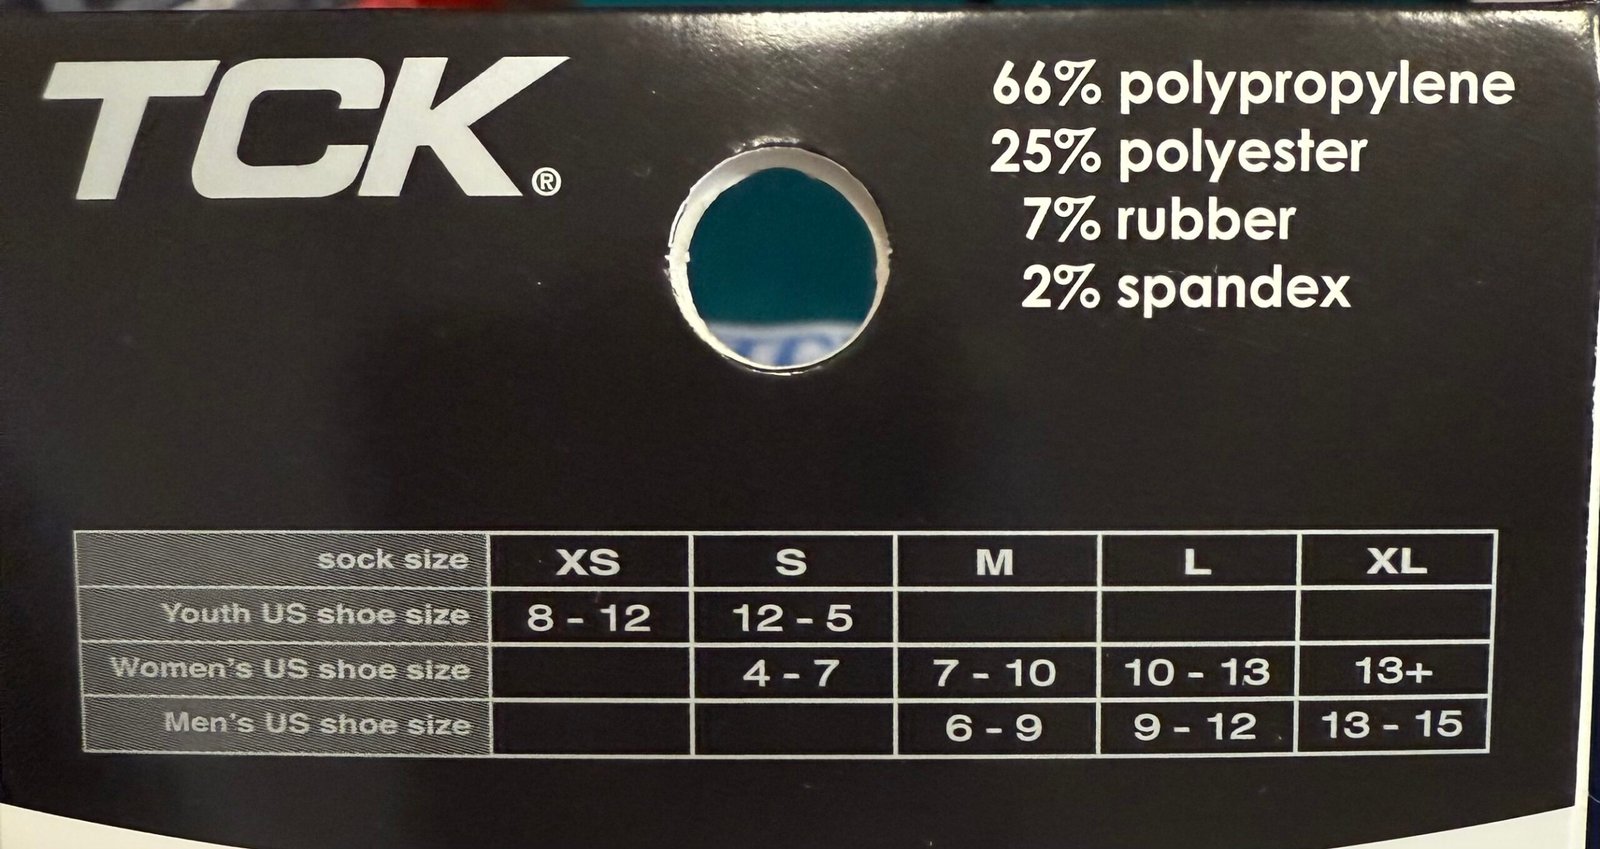 TCK®
66% polypropylene
25% polyester
7% rubber
2% spandex
sock size XS S M L XL
Youth US shoe size 8 - 12 12 - 5
Women's US shoe size 4 - 7 7 - 10 10 - 13 13+
Men's US shoe size 6 - 9 9 - 12 13 - 15